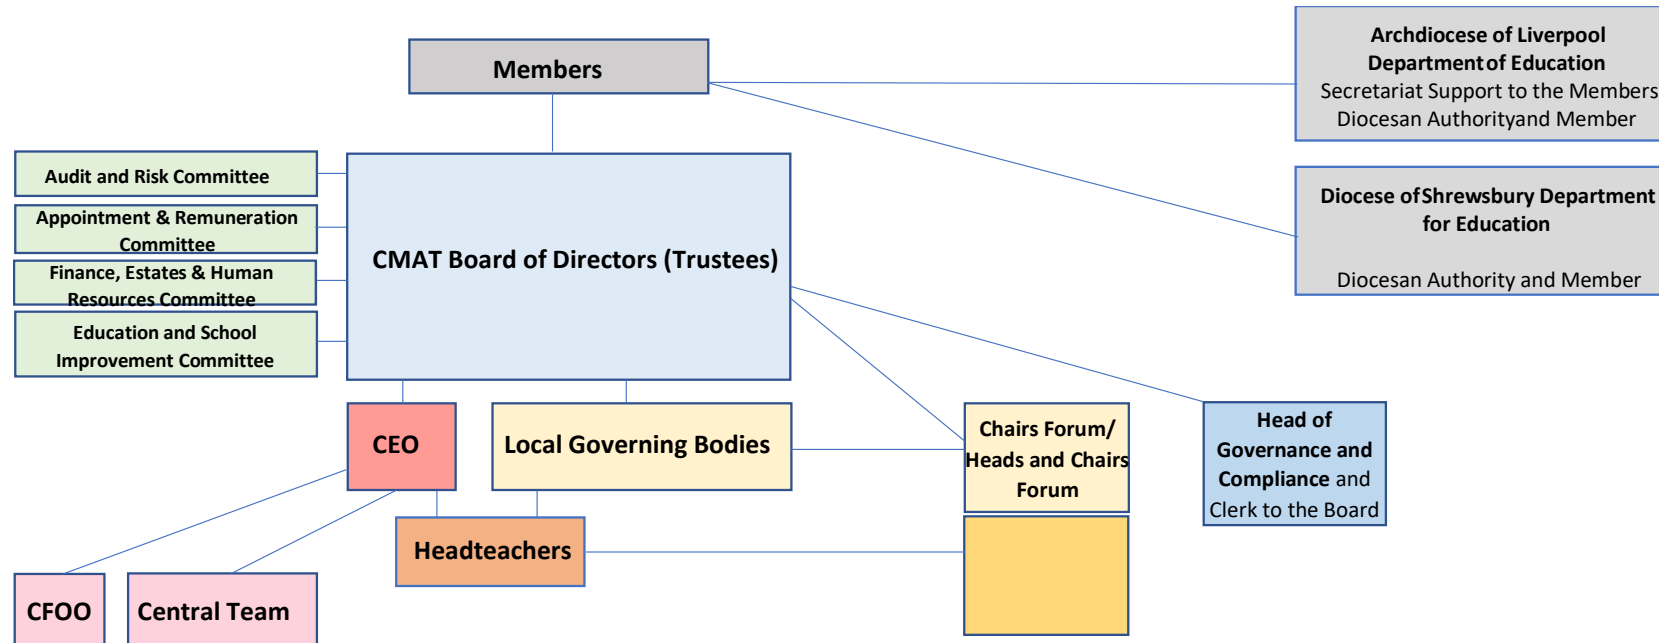 Members
Archdiocese of Liverpool
Department of Education
Secretariat Support to the Members
Diocesan Authorityand Member
Audit and Risk Committee
Appointment & Remuneration
Committee
Finance, Estates & Human
Resources Committee
Education and School
Improvement Committee
CMAT Board of Directors (Trustees)
Diocese of Shrewsbury Department
for Education
Diocesan Authority and Member
CEO
Local Governing Bodies
Chairs Forum/
Heads and Chairs
Forum
Head of
Governance and
Compliance and
Clerk to the Board
Headteachers
CFOO
Central Team